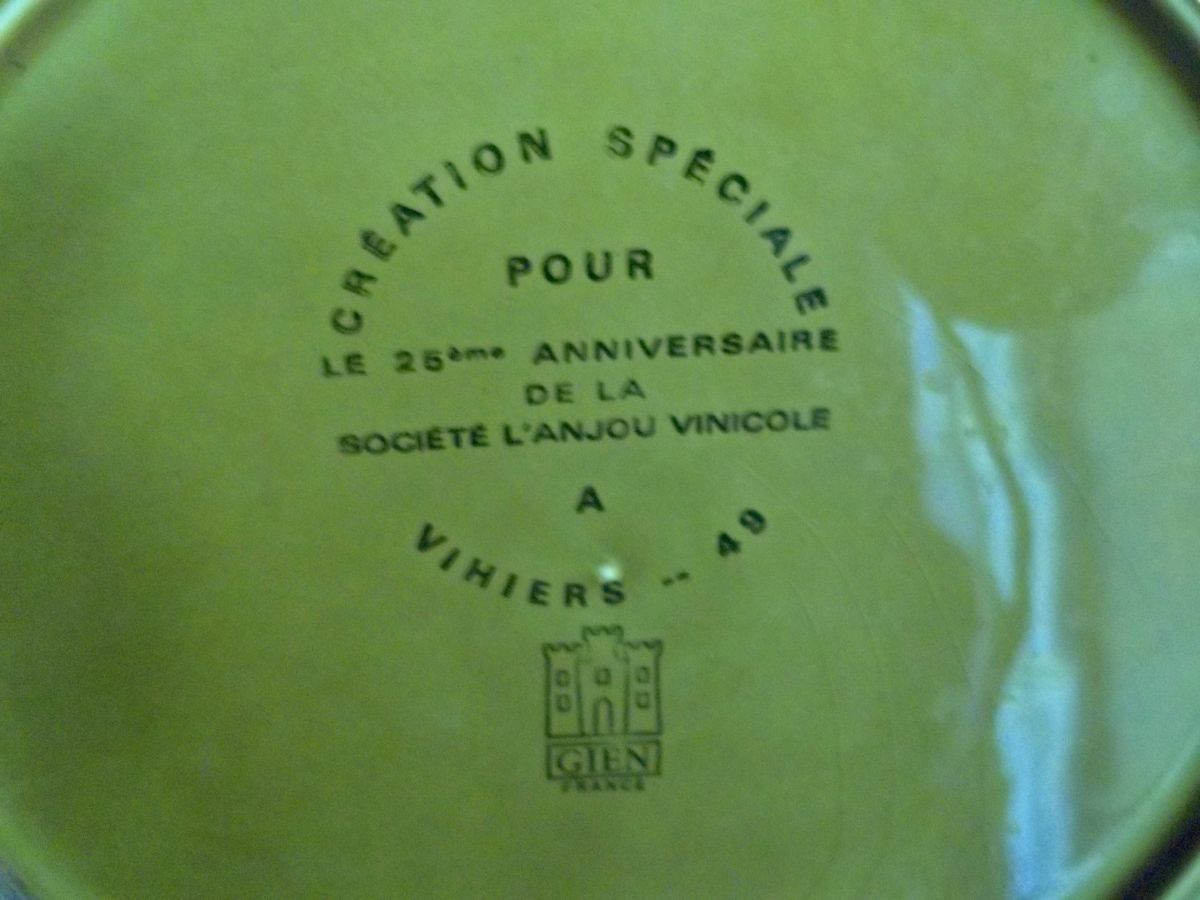 CRÉATION SPÉCIALE
POUR
LE 25ème ANNIVERSAIRE
DE LA
SOCIÉTÉ L'ANJOU VINICOLE
A
VIHIERS -- 49
GIEN
FRANCE